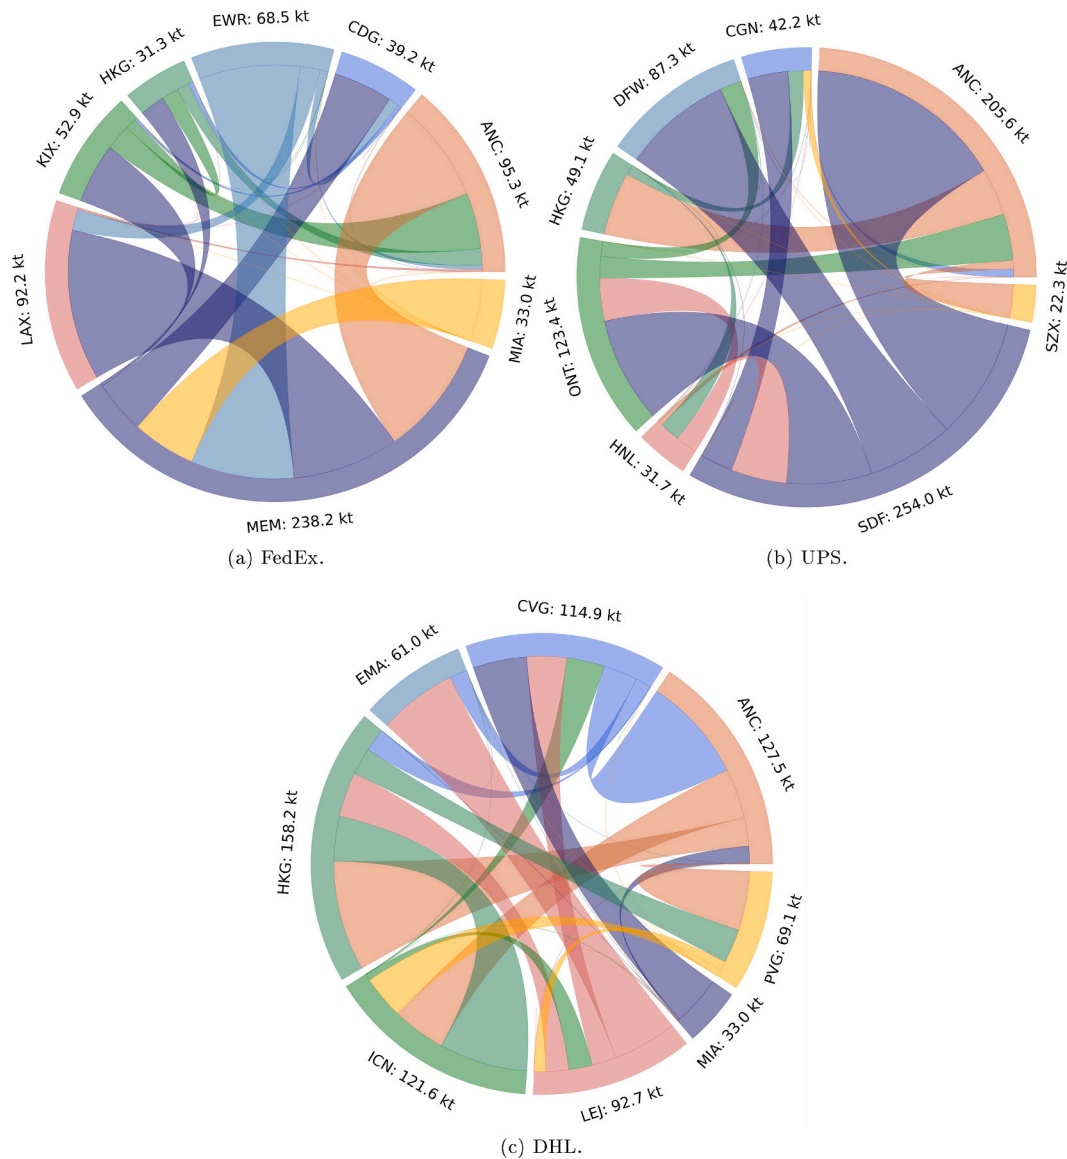 EWR: 68.5 kt
CDG: 39.2 kt
HKG: 31.3 kt
KIX: 52.9 kt
ANC: 95.3 kt
LAX: 92.2 kt
MIA: 33.0 kt
MEM: 238.2 kt
(a) FedEx.
CGN: 42.2 kt
DFW: 87.3 kt
ANC: 205.6 kt
HKG: 49.1 kt
ONT: 123.4 kt
SZX: 22.3 kt
HNL: 31.7 kt
SDF: 254.0 kt
(b) UPS.
CVG: 114.9 kt
EMA: 61.0 kt
ANC: 127.5 kt
HKG: 158.2 kt
PVG: 69.1 kt
MIA: 33.0 kt
ICN: 121.6 kt
LEJ: 92.7 kt
(c) DHL.